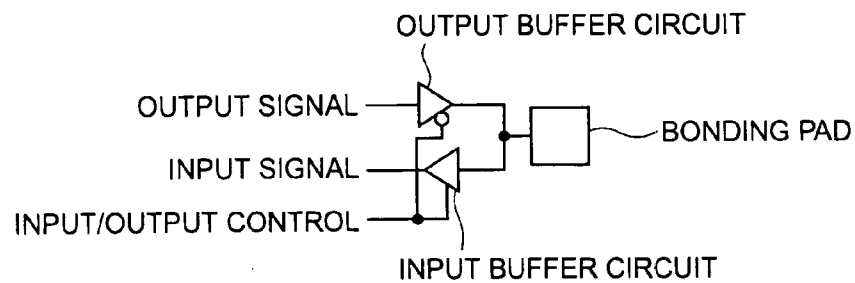 OUTPUT BUFFER CIRCUIT
OUTPUT SIGNAL
BONDING PAD
INPUT SIGNAL
INPUT/OUTPUT CONTROL
INPUT BUFFER CIRCUIT